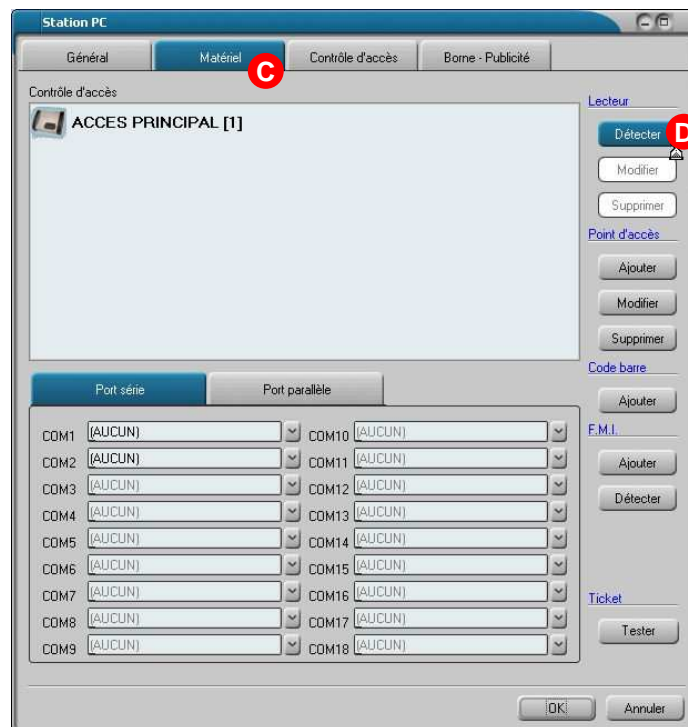 Station PC
Général
Matériel
Contrôle d'accès
Borne - Publicité
C
Contrôle d'accès
ACCES PRINCIPAL [1]
Lecteur
Détecter
D
Modifier
Supprimer
Point d'accès
Ajouter
Modifier
Supprimer
Code barre
Ajouter
F.M.I.
Ajouter
Détecter
Ticket
Tester
Port série
Port parallèle
COM1 (AUCUN)
COM2 (AUCUN)
COM3 (AUCUN)
COM4 (AUCUN)
COM5 (AUCUN)
COM6 (AUCUN)
COM7 (AUCUN)
COM8 (AUCUN)
COM9 (AUCUN)
COM10 (AUCUN)
COM11 (AUCUN)
COM12 (AUCUN)
COM13 (AUCUN)
COM14 (AUCUN)
COM15 (AUCUN)
COM16 (AUCUN)
COM17 (AUCUN)
COM18 (AUCUN)
OK
Annuler